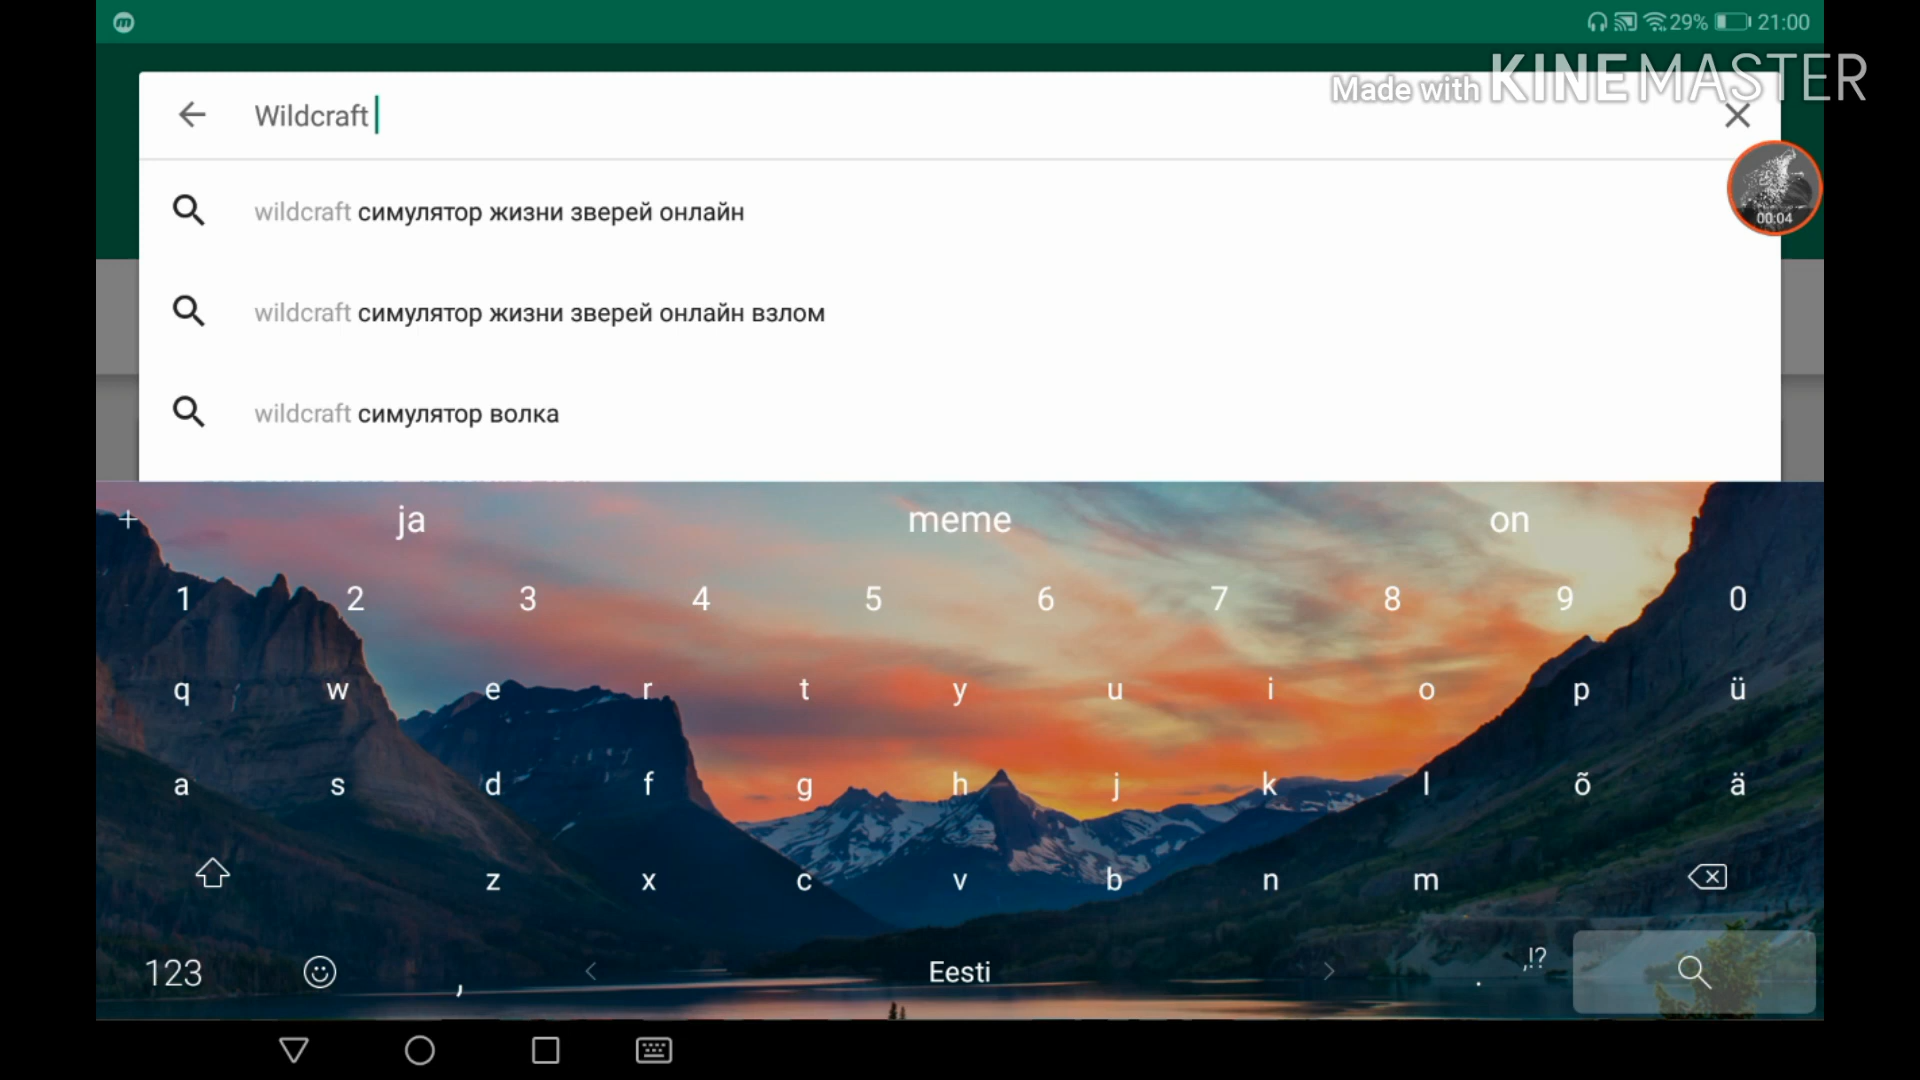 29% 21:00
Made with KINEMASTER
Wildcraft
00:04
wildcraft симулятор жизни зверей онлайн
wildcraft симулятор жизни зверей онлайн взлом
wildcraft симулятор волка
ja meme on
1 2 3 4 5 6 7 8 9 0
q w e r t y u i o p ü
a s d f g h j k l õ ä
z x c v b n m
123 , Eesti . ,!?